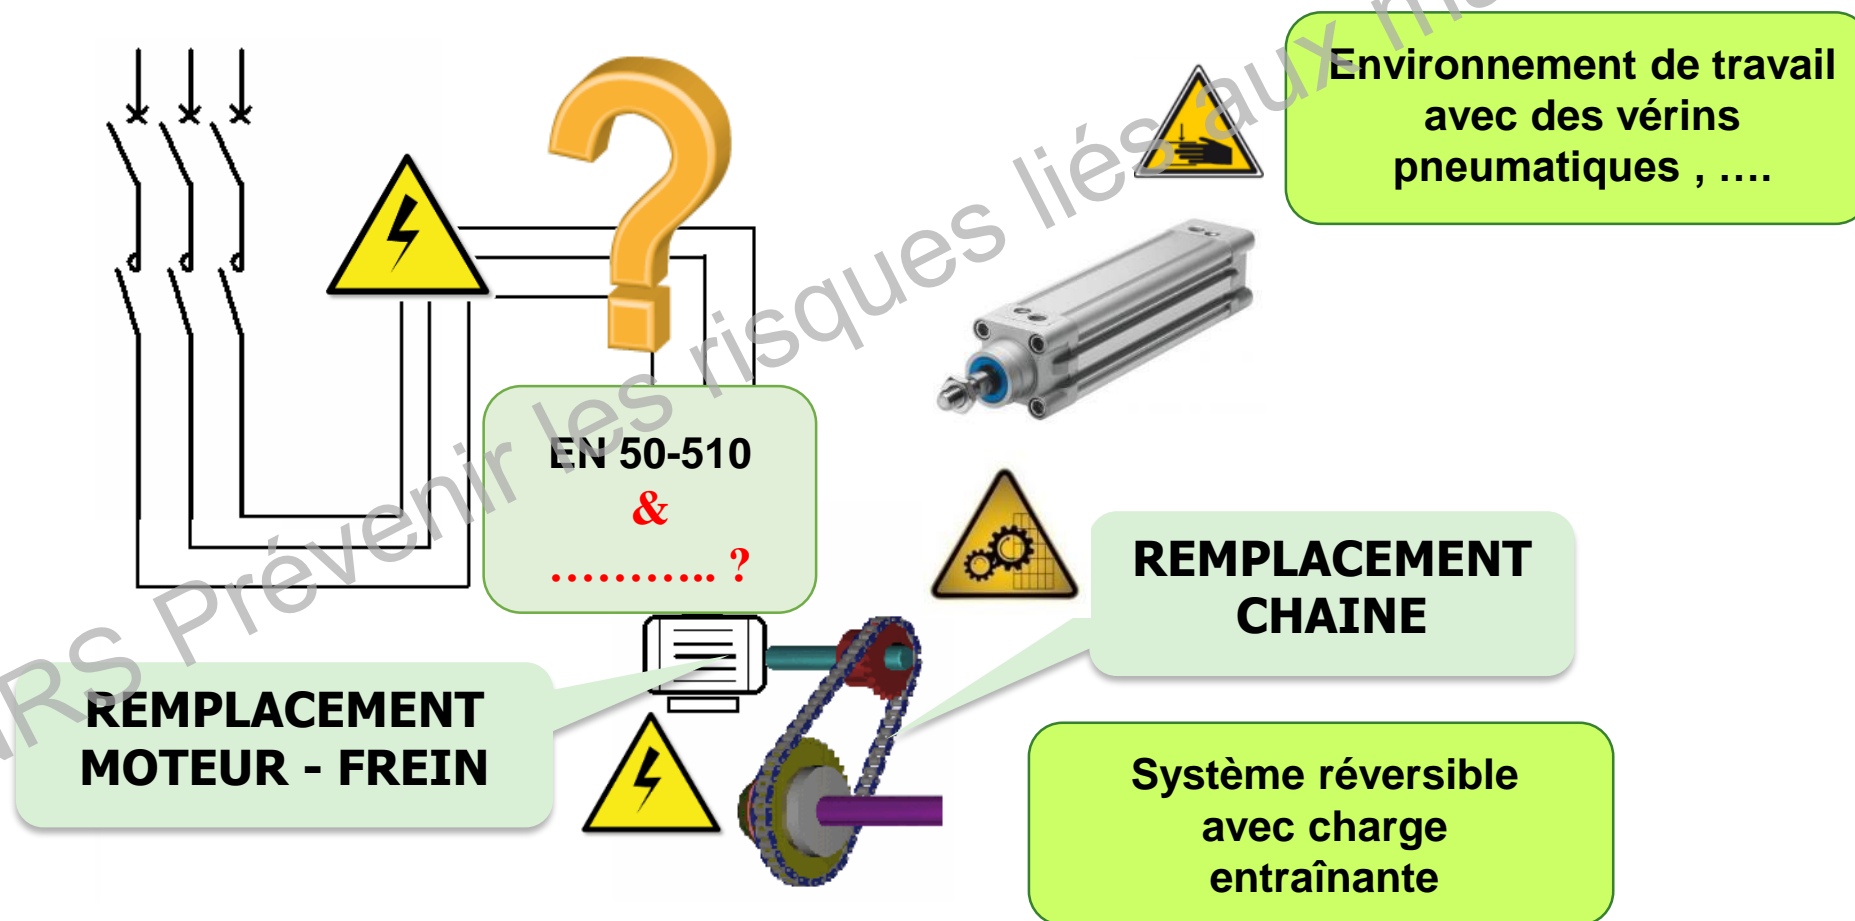 Environnement de travail
avec des vérins
pneumatiques , ....
EN 50-510
&
........... ?
REMPLACEMENT
CHAINE
REMPLACEMENT
MOTEUR - FREIN
Système réversible
avec charge
entraînante
RS Prévenir les risques liés aux